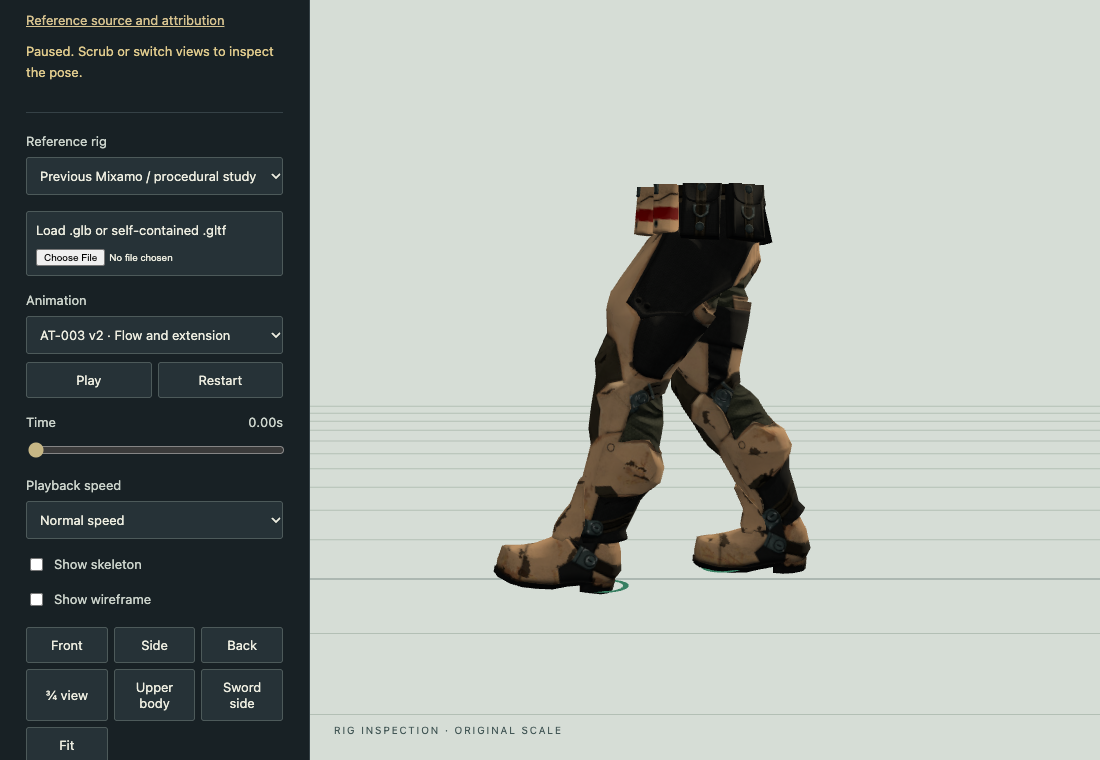 Reference source and attribution
Paused. Scrub or switch views to inspect
the pose.
Reference rig
Previous Mixamo / procedural study
Load .glb or self-contained .gltf
Choose File No file chosen
Animation
AT-003 v2 · Flow and extension
Play
Restart
Time
0.00s
Playback speed
Normal speed
Show skeleton
Show wireframe
Front
Side
Back
¾ view
Upper
body
Sword
side
Fit
RIG INSPECTION · ORIGINAL SCALE